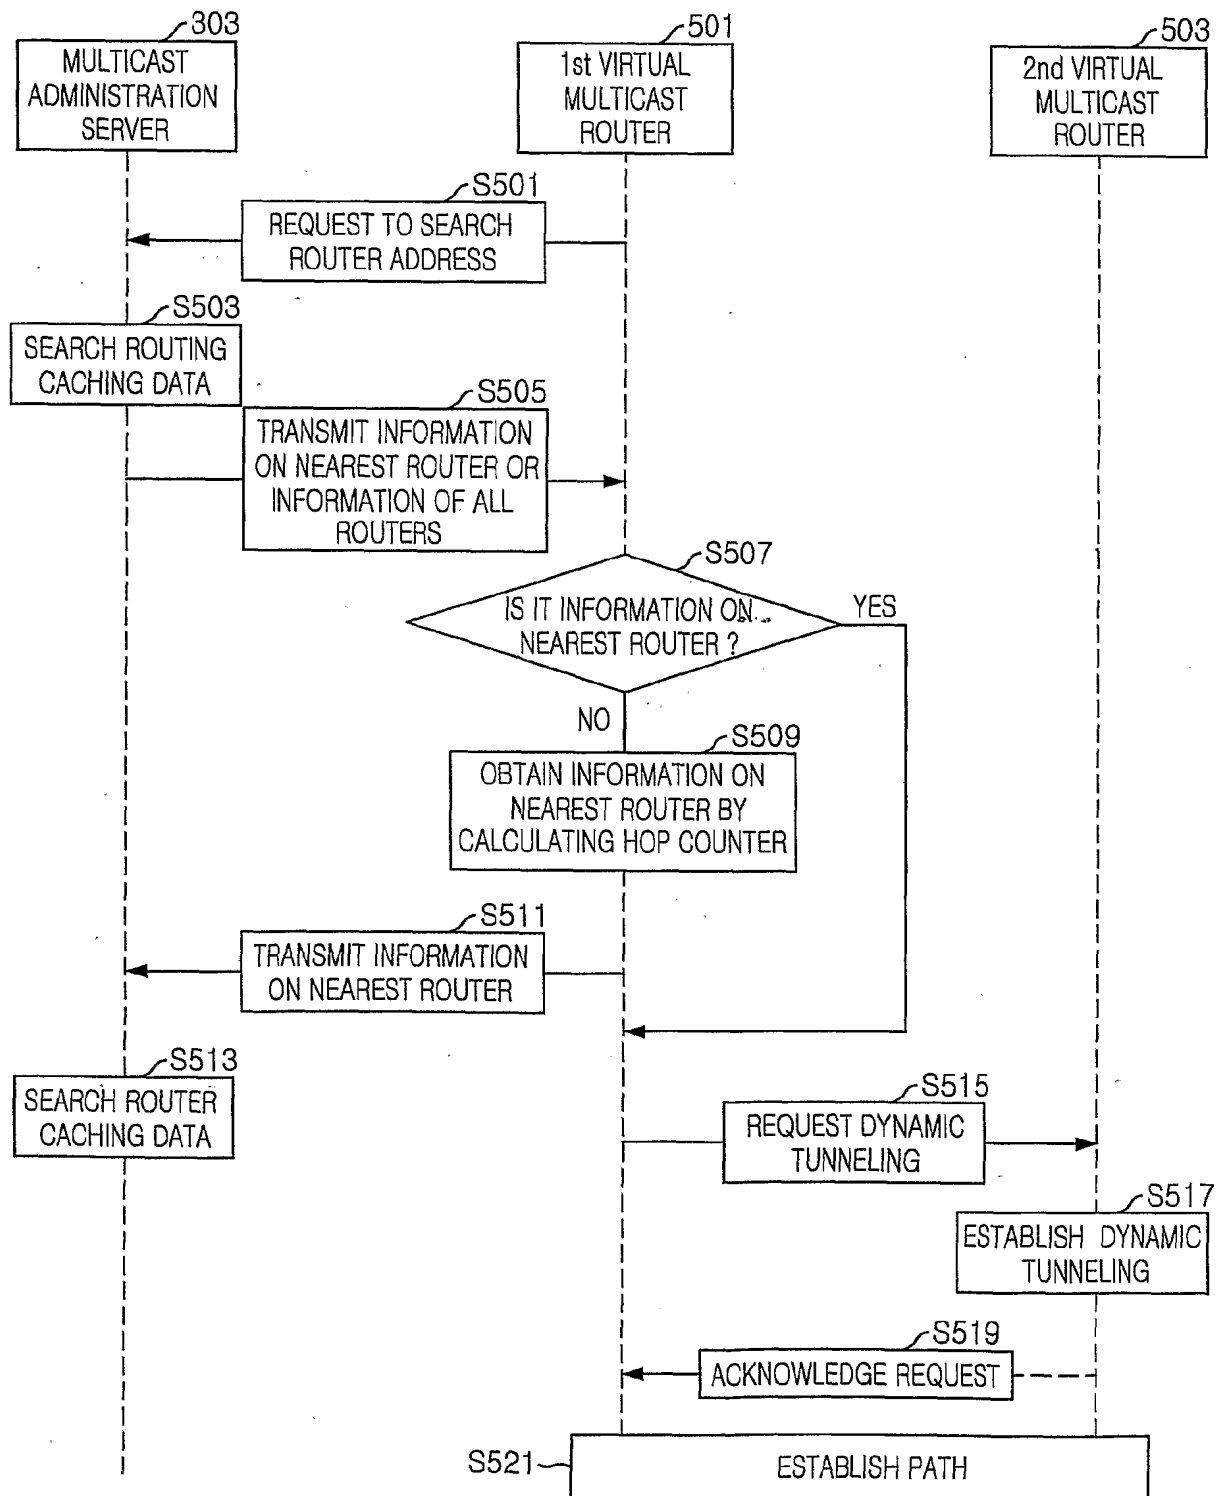 303
MULTICAST
ADMINISTRATION
SERVER
501
1st VIRTUAL
MULTICAST
ROUTER
503
2nd VIRTUAL
MULTICAST
ROUTER
S501
REQUEST TO SEARCH
ROUTER ADDRESS
S503
SEARCH ROUTING
CACHING DATA
S505
TRANSMIT INFORMATION
ON NEAREST ROUTER OR
INFORMATION OF ALL
ROUTERS
S507
IS IT INFORMATION ON
NEAREST ROUTER ?
YES
NO
S509
OBTAIN INFORMATION ON
NEAREST ROUTER BY
CALCULATING HOP COUNTER
S511
TRANSMIT INFORMATION
ON NEAREST ROUTER
S513
SEARCH ROUTER
CACHING DATA
S515
REQUEST DYNAMIC
TUNNELING
S517
ESTABLISH DYNAMIC
TUNNELING
S519
ACKNOWLEDGE REQUEST
S521
ESTABLISH PATH